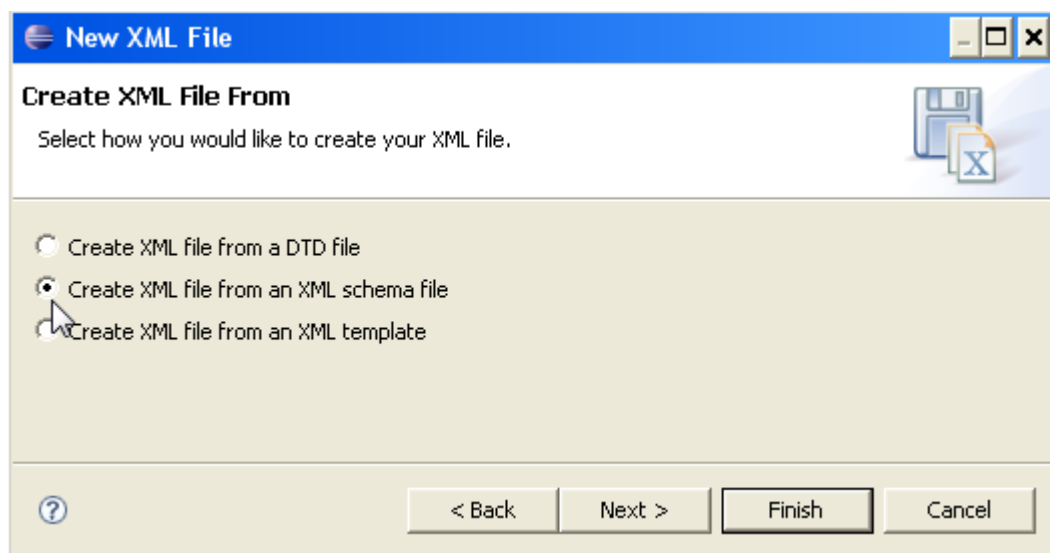 New XML File
Create XML File From
Select how you would like to create your XML file.
X
Create XML file from a DTD file
Create XML file from an XML schema file
Create XML file from an XML template
?
< Back
Next >
Finish
Cancel